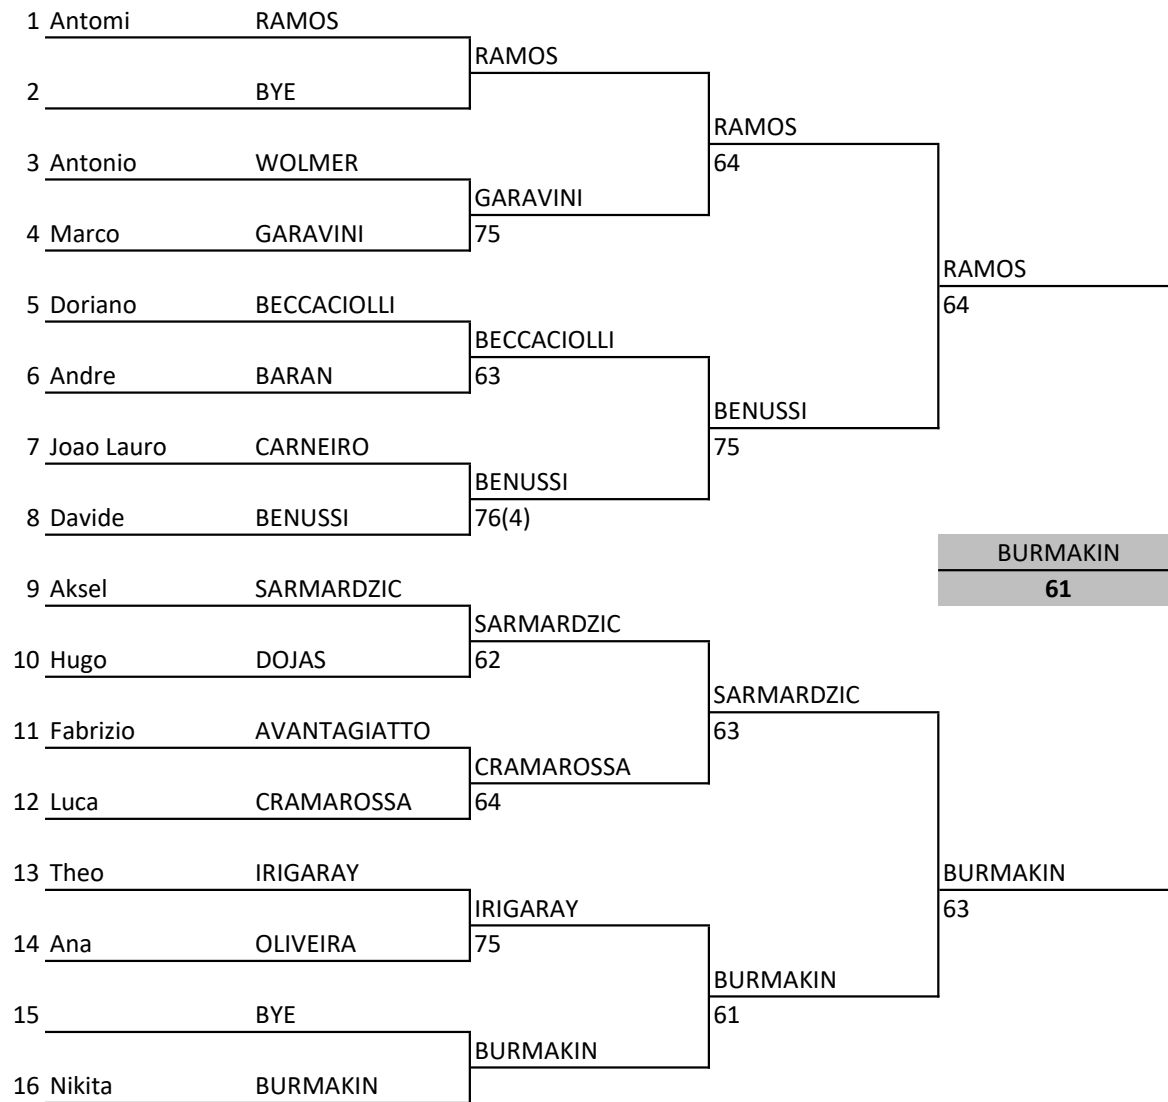 1 Antomi RAMOS
RAMOS
2 BYE
RAMOS
3 Antonio WOLMER
64
GARAVINI
4 Marco GARAVINI
75
RAMOS
5 Doriano BECCACIOLLI
64
BECCACIOLLI
6 Andre BARAN
63
BENUSSI
7 Joao Lauro CARNEIRO
75
BENUSSI
8 Davide BENUSSI
76(4)
BURMAKIN
9 Aksel SARMARDZIC
61
SARMARDZIC
10 Hugo DOJAS
62
SARMARDZIC
11 Fabrizio AVANTAGIATTO
63
CRAMAROSSA
12 Luca CRAMAROSSA
64
13 Theo IRIGARAY
BURMAKIN
IRIGARAY
63
14 Ana OLIVEIRA
75
BURMAKIN
15 BYE
61
BURMAKIN
16 Nikita BURMAKIN